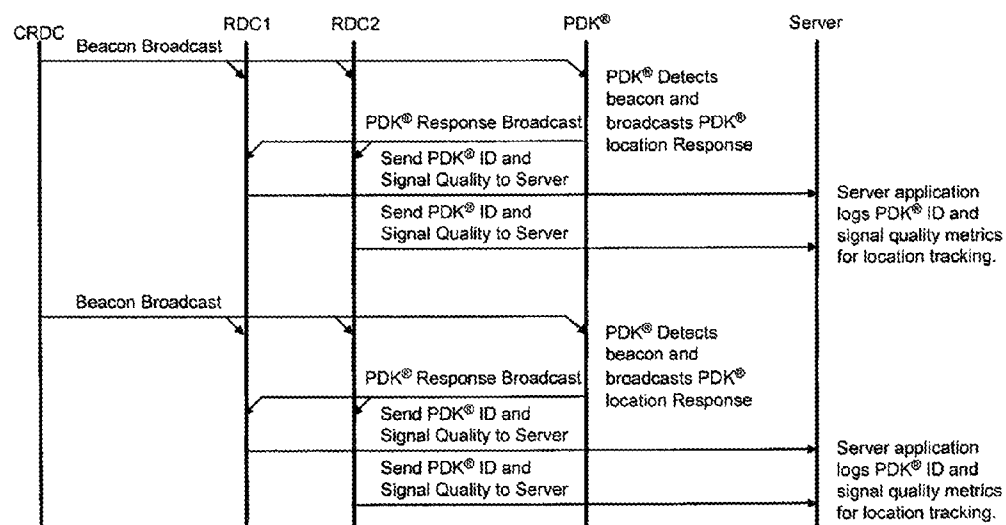 CRDC
RDC1
RDC2
PDK®
Server
Beacon Broadcast
PDK® Detects
beacon and
broadcasts PDK®
location Response
PDK® Response Broadcast
Send PDK® ID and
Signal Quality to Server
Server application
logs PDK® ID and
signal quality metrics
for location tracking.
Send PDK® ID and
Signal Quality to Server
Beacon Broadcast
PDK® Detects
beacon and
broadcasts PDK®
location Response
PDK® Response Broadcast
Send PDK® ID and
Signal Quality to Server
Server application
logs PDK® ID and
signal quality metrics
for location tracking.
Send PDK® ID and
Signal Quality to Server